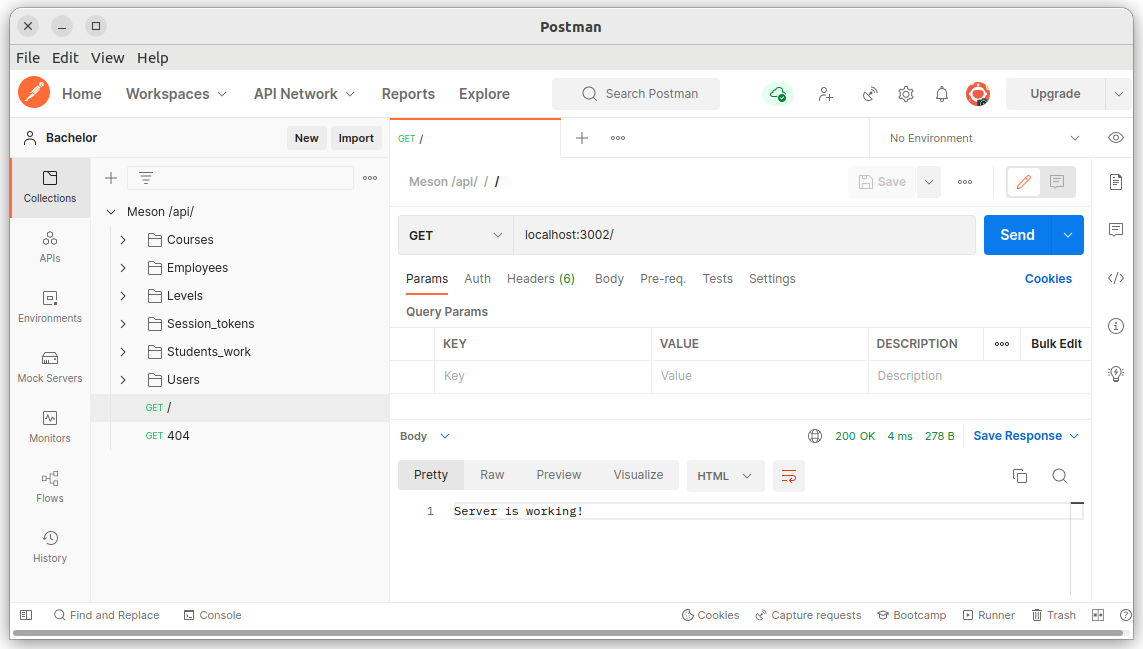 Postman
File Edit View Help
Home Workspaces API Network Reports Explore Search Postman Upgrade
Bachelor New Import GET / No Environment
Collections
APIs
Environments
Mock Servers
Monitors
Flows
History
Meson /api/
Courses
Employees
Levels
Session_tokens
Students_work
Users
GET /
GET 404
Meson /api/ / / Save
GET localhost:3002/ Send
Params Auth Headers (6) Body Pre-req. Tests Settings Cookies
Query Params
KEY VALUE DESCRIPTION Bulk Edit
Key Value Description
Body 200 OK 4 ms 278 B Save Response
Pretty Raw Preview Visualize HTML
1 Server is working!
Find and Replace Console Cookies Capture requests Bootcamp Runner Trash